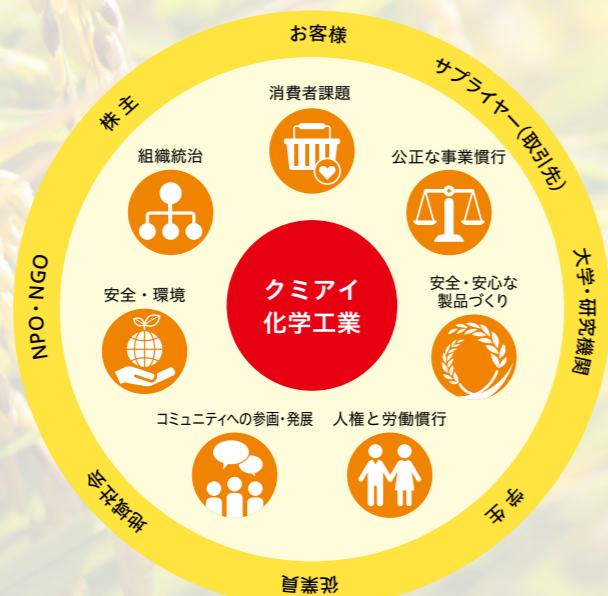 お客様
サプライヤー(取引先)
大学・研究機関
学生
従業員
地域社会
NPO・NGO
株主
消費者課題
公正な事業慣行
安全・安心な
製品づくり
人権と労働慣行
コミュニティへの参画・発展
安全・環境
組織統治
クミアイ
化学工業